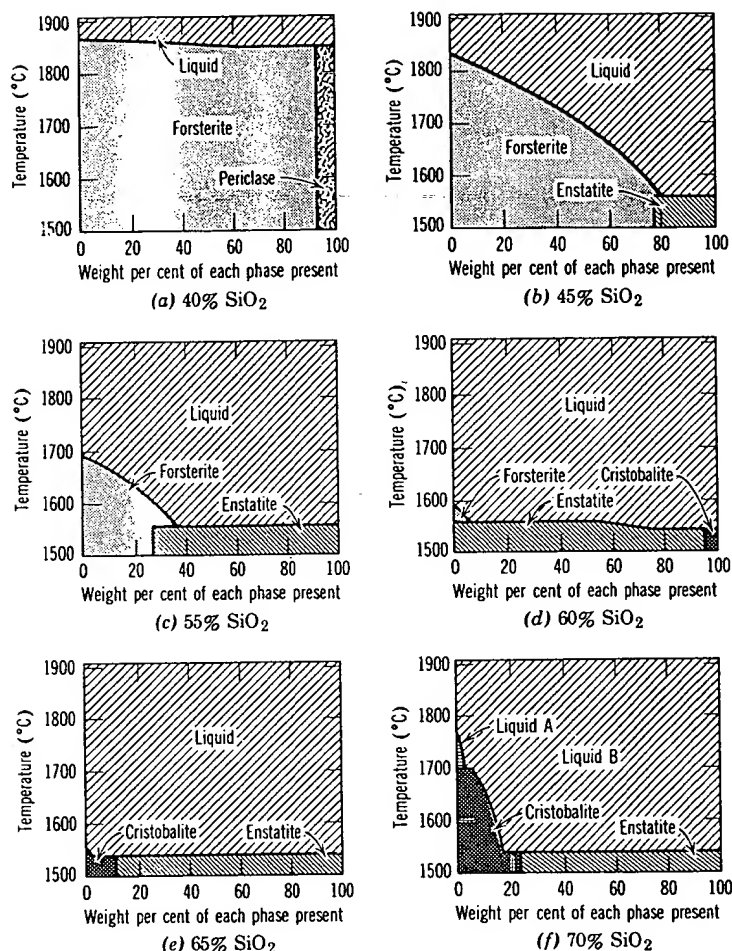 1900
1800
1700
1600
1500
Temperature (°C)
Liquid
Forsterite
Periclase
0 20 40 60 80 100
Weight per cent of each phase present
(a) 40% SiO₂
1900
1800
1700
1600
1500
Temperature (°C)
Liquid
Forsterite
Enstatite
0 20 40 60 80 100
Weight per cent of each phase present
(b) 45% SiO₂
1900
1800
1700
1600
1500
Temperature (°C)
Liquid
Forsterite
Enstatite
0 20 40 60 80 100
Weight per cent of each phase present
(c) 55% SiO₂
1900
1800
1700
1600
1500
Temperature (°C)
Liquid
Forsterite Cristobalite
Enstatite
0 20 40 60 80 100
Weight per cent of each phase present
(d) 60% SiO₂
1900
1800
1700
1600
1500
Temperature (°C)
Liquid
Cristobalite Enstatite
0 20 40 60 80 100
Weight per cent of each phase present
(e) 65% SiO₂
1900
1800
1700
1600
1500
Temperature (°C)
Liquid A
Liquid B
Cristobalite
Enstatite
0 20 40 60 80 100
Weight per cent of each phase present
(f) 70% SiO₂